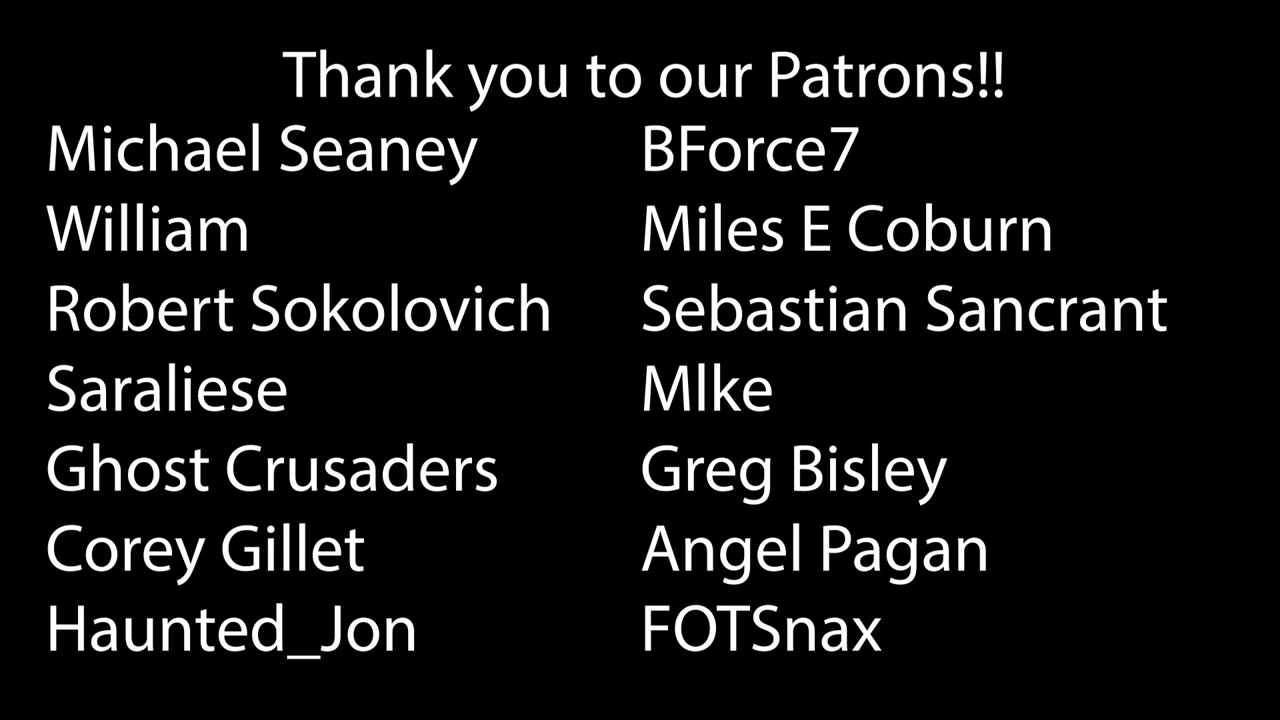 Thank you to our Patrons!!
Michael Seaney
William
Robert Sokolovich
Saraliese
Ghost Crusaders
Corey Gillet
Haunted_Jon
BForce7
Miles E Coburn
Sebastian Sancrant
MIke
Greg Bisley
Angel Pagan
FOTSnax